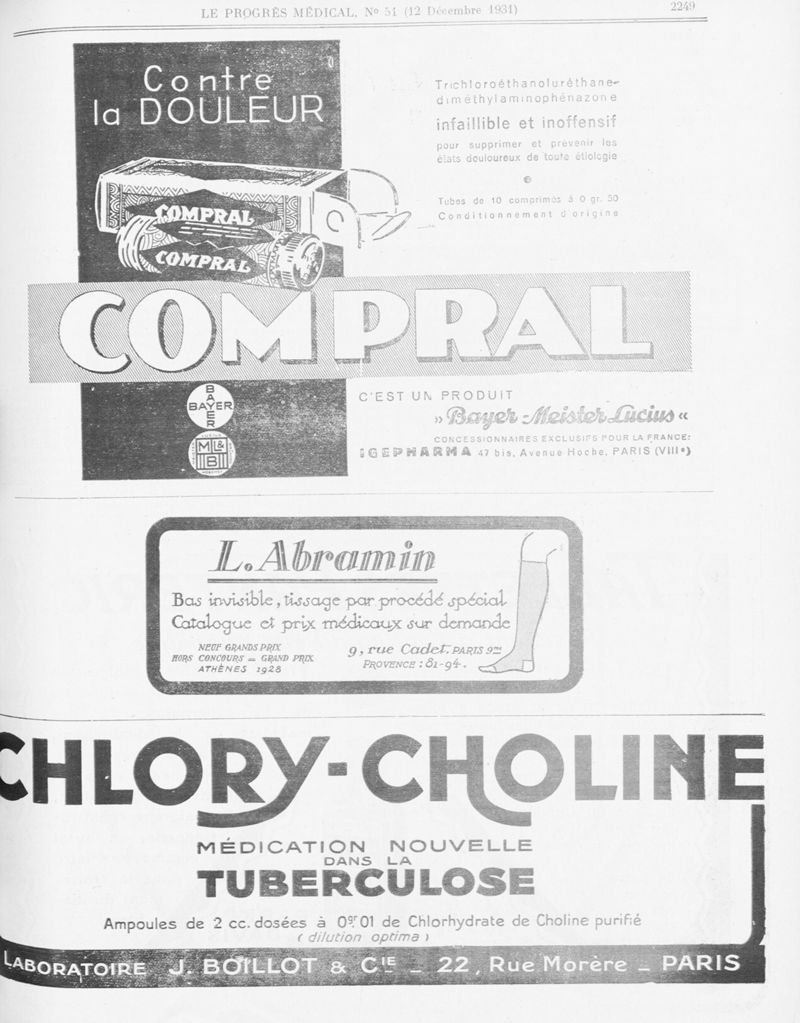 LE PROGRÈS MÉDICAL, No 51 (12 Décembre 1931)
2249
Contre
la DOULEUR
Trichloroéthanoluréthane-
diméthylaminophénazone
infaillible et inoffensif
pour supprimer et prévenir les
états douloureux de toute étiologie
Tubes de 10 comprimés à 0 gr. 50
Conditionnement d'origine
COMPRAL
COMPRAL
COMPRAL
BAYER
BAYER
ML&B
C'EST UN PRODUIT
»Bayer-Meister Lucius«
CONCESSIONNAIRES EXCLUSIFS POUR LA FRANCE:
IGEPHARMA 47 bis, Avenue Hoche, PARIS (VIIIe)
L. Abramin
Bas invisible, tissage par procédé spécial
Catalogue et prix médicaux sur demande
NEUF GRANDS PRIX
HORS CONCOURS = GRAND PRIX
ATHÈNES 1928
9, rue Cadet. PARIS 9me
PROVENCE : 81-94.
CHLORY-CHOLINE
MÉDICATION NOUVELLE
DANS LA
TUBERCULOSE
Ampoules de 2 cc. dosées à 0gr 01 de Chlorhydrate de Choline purifié
(dilution optima)
LABORATOIRE J. BOILLOT & CIE _ 22, Rue Morère _ PARIS